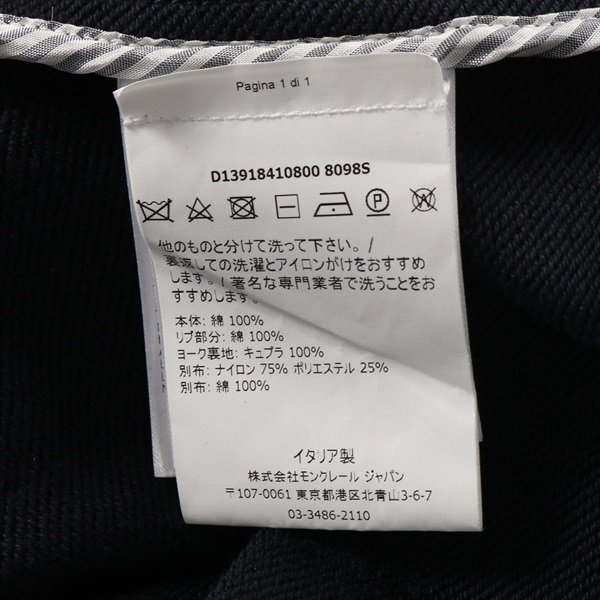 Pagina 1 di 1
D13918410800 8098S
他のものと分けて洗って下さい。/
裏返しての洗濯とアイロンがけをおすすめ
します。/著名な専門業者で洗うことをお
すすめします。
本体: 綿 100%
リブ部分: 綿 100%
ヨーク裏地: キュプラ 100%
別布: ナイロン 75% ポリエステル 25%
別布: 綿 100%
イタリア製
株式会社モンクレール ジャパン
〒107-0061 東京都港区北青山3-6-7
03-3486-2110